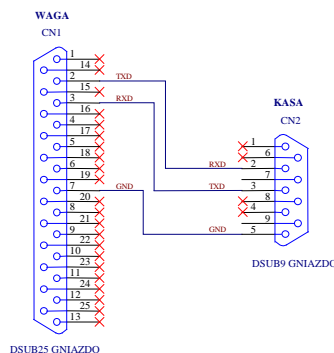 WAGA
CN1
1
14
2
TXD
15
3
RXD
16
4
17
5
18
6
19
7
GND
20
8
21
9
22
10
23
11
24
12
25
13
DSUB25 GNIAZDO
KASA
CN2
1
6
RXD
2
7
TXD
3
8
4
9
GND
5
DSUB9 GNIAZDO